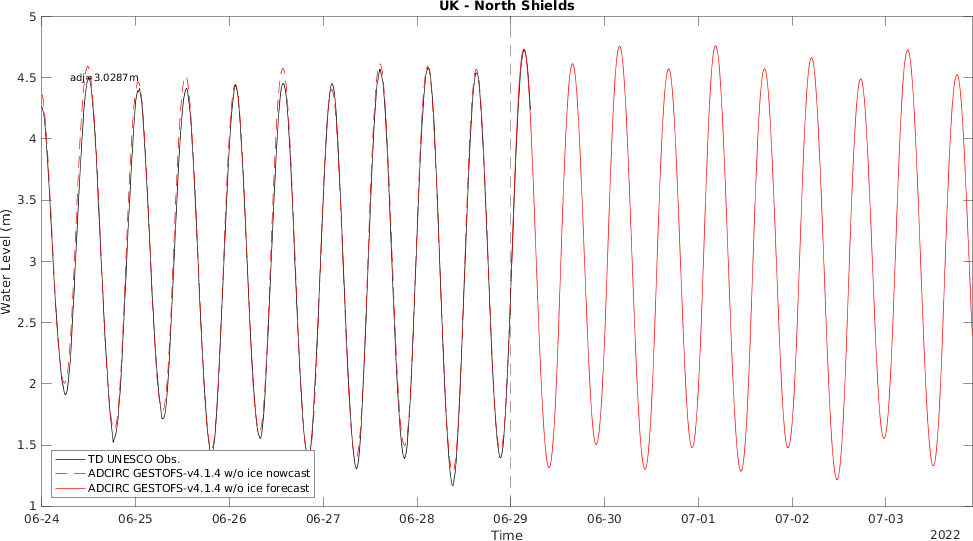 UK - North Shields
5
4.5
4
3.5
3
2.5
2
1.5
1
Water Level (m)
adj=3.0287m
TD UNESCO Obs.
ADCIRC GESTOFS-v4.1.4 w/o ice nowcast
ADCIRC GESTOFS-v4.1.4 w/o ice forecast
06-24 06-25 06-26 06-27 06-28 06-29 06-30 07-01 07-02 07-03
Time
2022